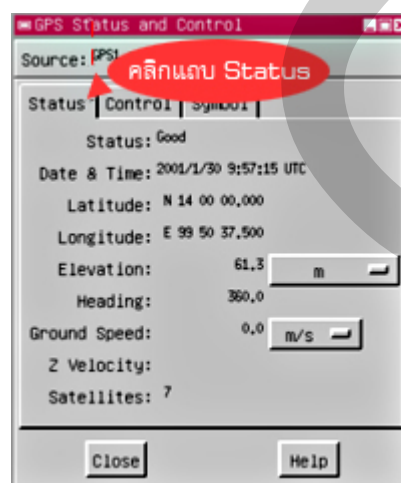 GPS Status and Control
Source: GPS1
คลิกแถบ Status
Status Control Symbol
Status: Good
Date & Time: 2001/1/30 9:57:15 UTC
Latitude: N 14 00 00.000
Longitude: E 99 50 37.500
Elevation: 61.3 m
Heading: 360.0
Ground Speed: 0.0 m/s
Z Velocity:
Satellites: 7
Close Help